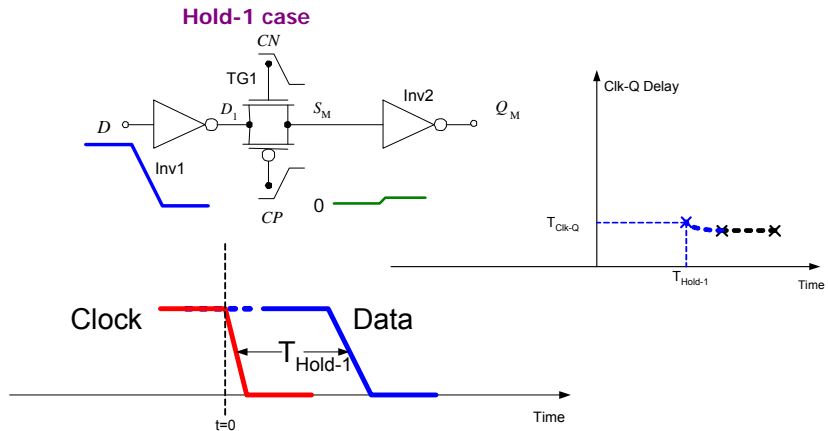 Hold-1 case
CN
TG1
Inv2
D
D1
SM
QM
Inv1
CP
0
Clk-Q Delay
TClk-Q
THold-1
Time
Clock
Data
THold-1
t=0
Time